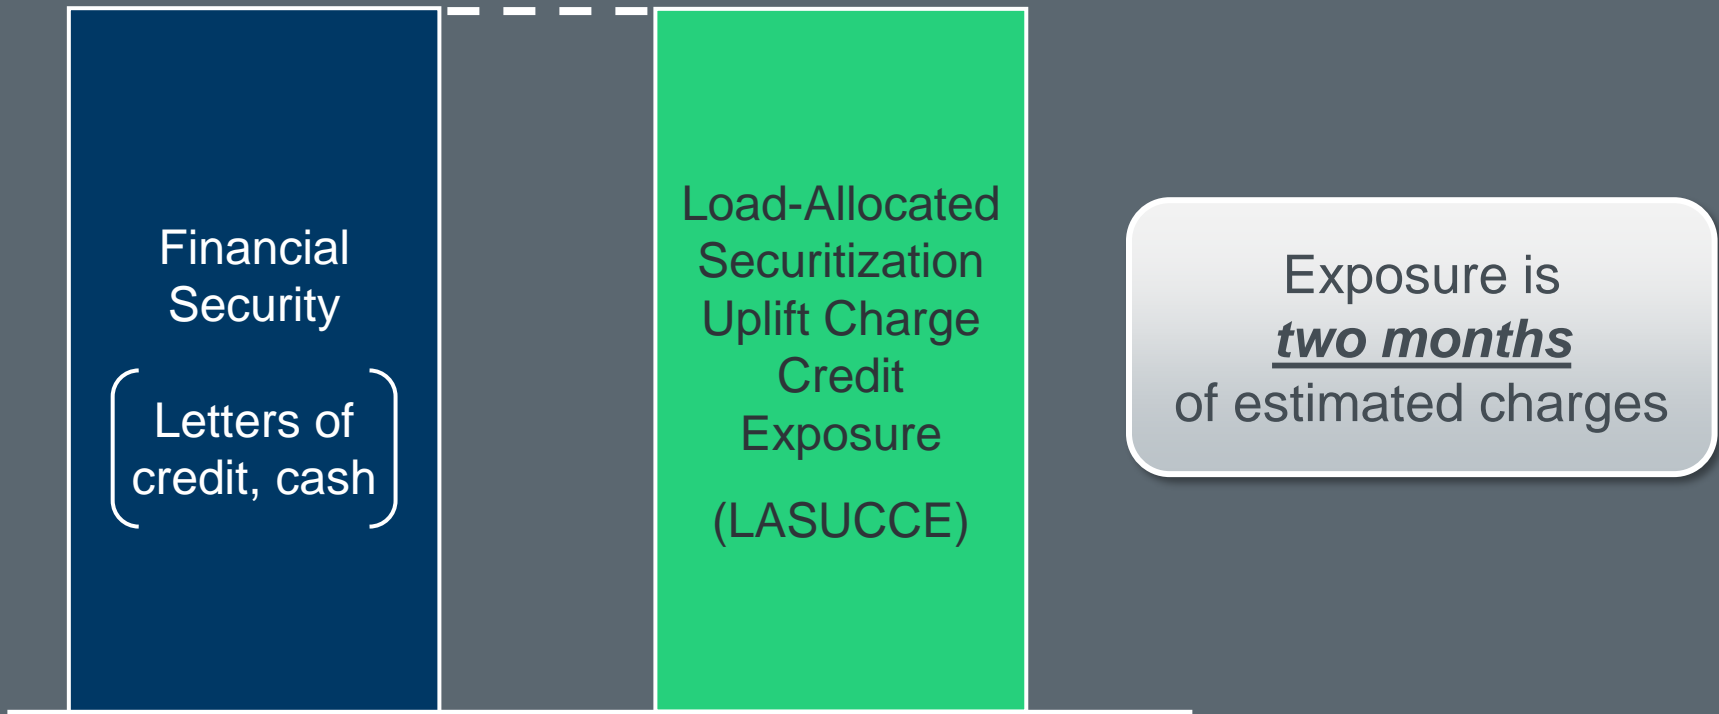 Financial
Security
Letters of
credit, cash
Load-Allocated
Securitization
Uplift Charge
Credit
Exposure
(LASUCCE)
Exposure is
two months
of estimated charges